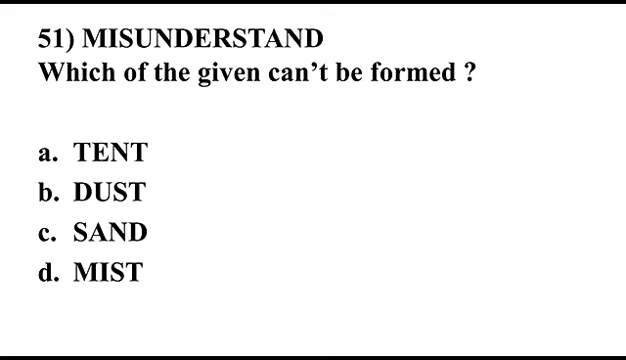 51) MISUNDERSTAND
Which of the given can’t be formed ?
a. TENT
b. DUST
c. SAND
d. MIST